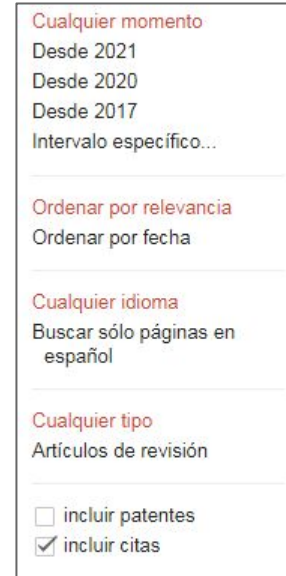 Cualquier momento
Desde 2021
Desde 2020
Desde 2017
Intervalo específico...
Ordenar por relevancia
Ordenar por fecha
Cualquier idioma
Buscar sólo páginas en
español
Cualquier tipo
Artículos de revisión
incluir patentes
incluir citas